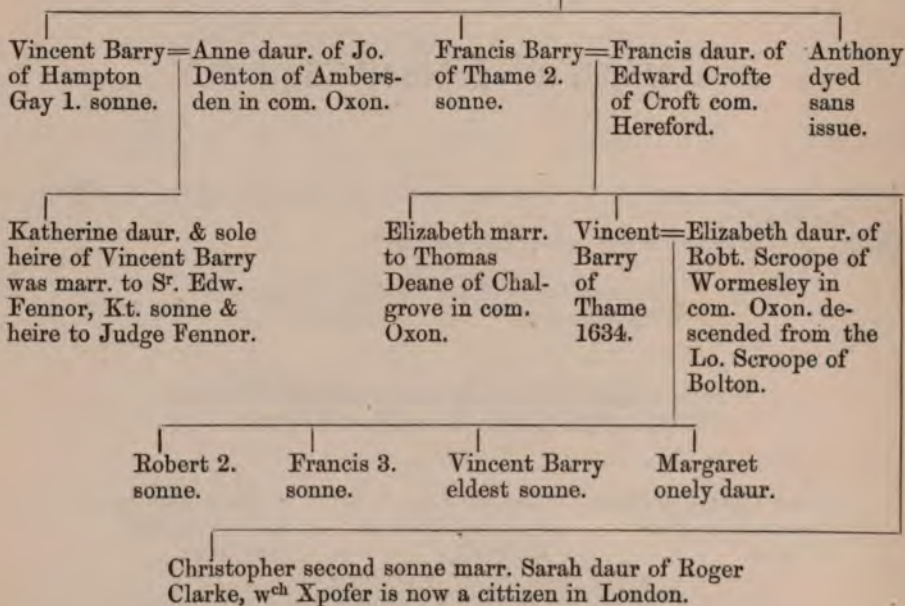 Vincent Barry=Anne daur. of Jo.
of Hampton Denton of Ambers-
Gay 1. sonne. den in com. Oxon.
Francis Barry=Francis daur. of
of Thame 2. Edward Crofte
sonne. of Croft com.
Hereford.
Anthony
dyed
sans
issue.
Katherine daur. & sole
heire of Vincent Barry
was marr. to Sr. Edw.
Fennor, Kt. sonne &
heire to Judge Fennor.
Elizabeth marr.
to Thomas
Deane of Chal-
grove in com.
Oxon.
Vincent=Elizabeth daur. of
Barry Robt. Scroope of
of Wormesley in
Thame com. Oxon. de-
1634. scended from the
Lo. Scroope of
Bolton.
Robert 2.
sonne.
Francis 3.
sonne.
Vincent Barry
eldest sonne.
Margaret
onely daur.
Christopher second sonne marr. Sarah daur of Roger
Clarke, wch Xpofer is now a cittizen in London.